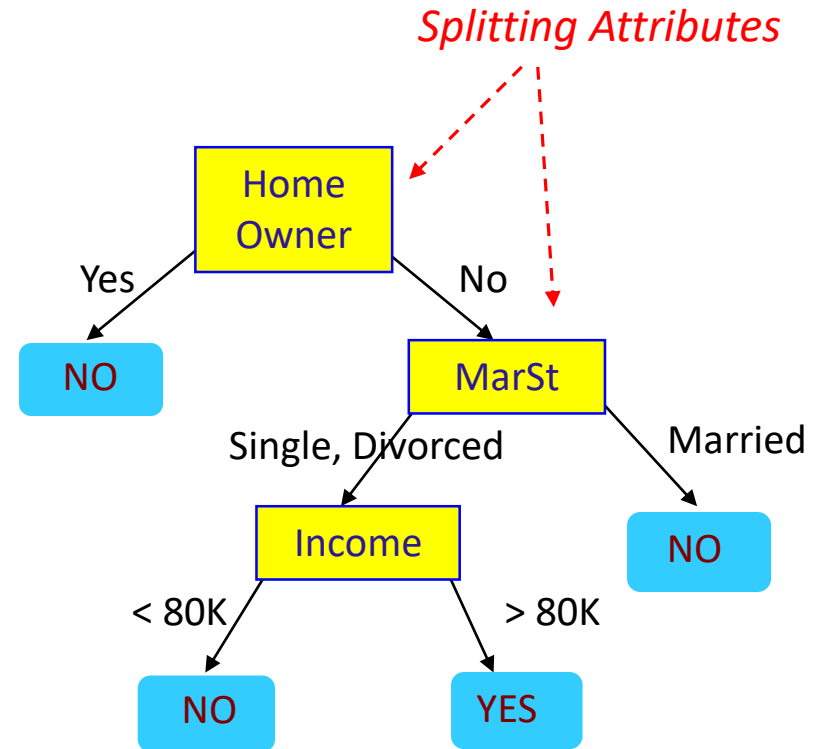 Splitting Attributes
Home
Owner
Yes
No
NO
MarSt
Single, Divorced
Married
Income
NO
< 80K
> 80K
NO
YES